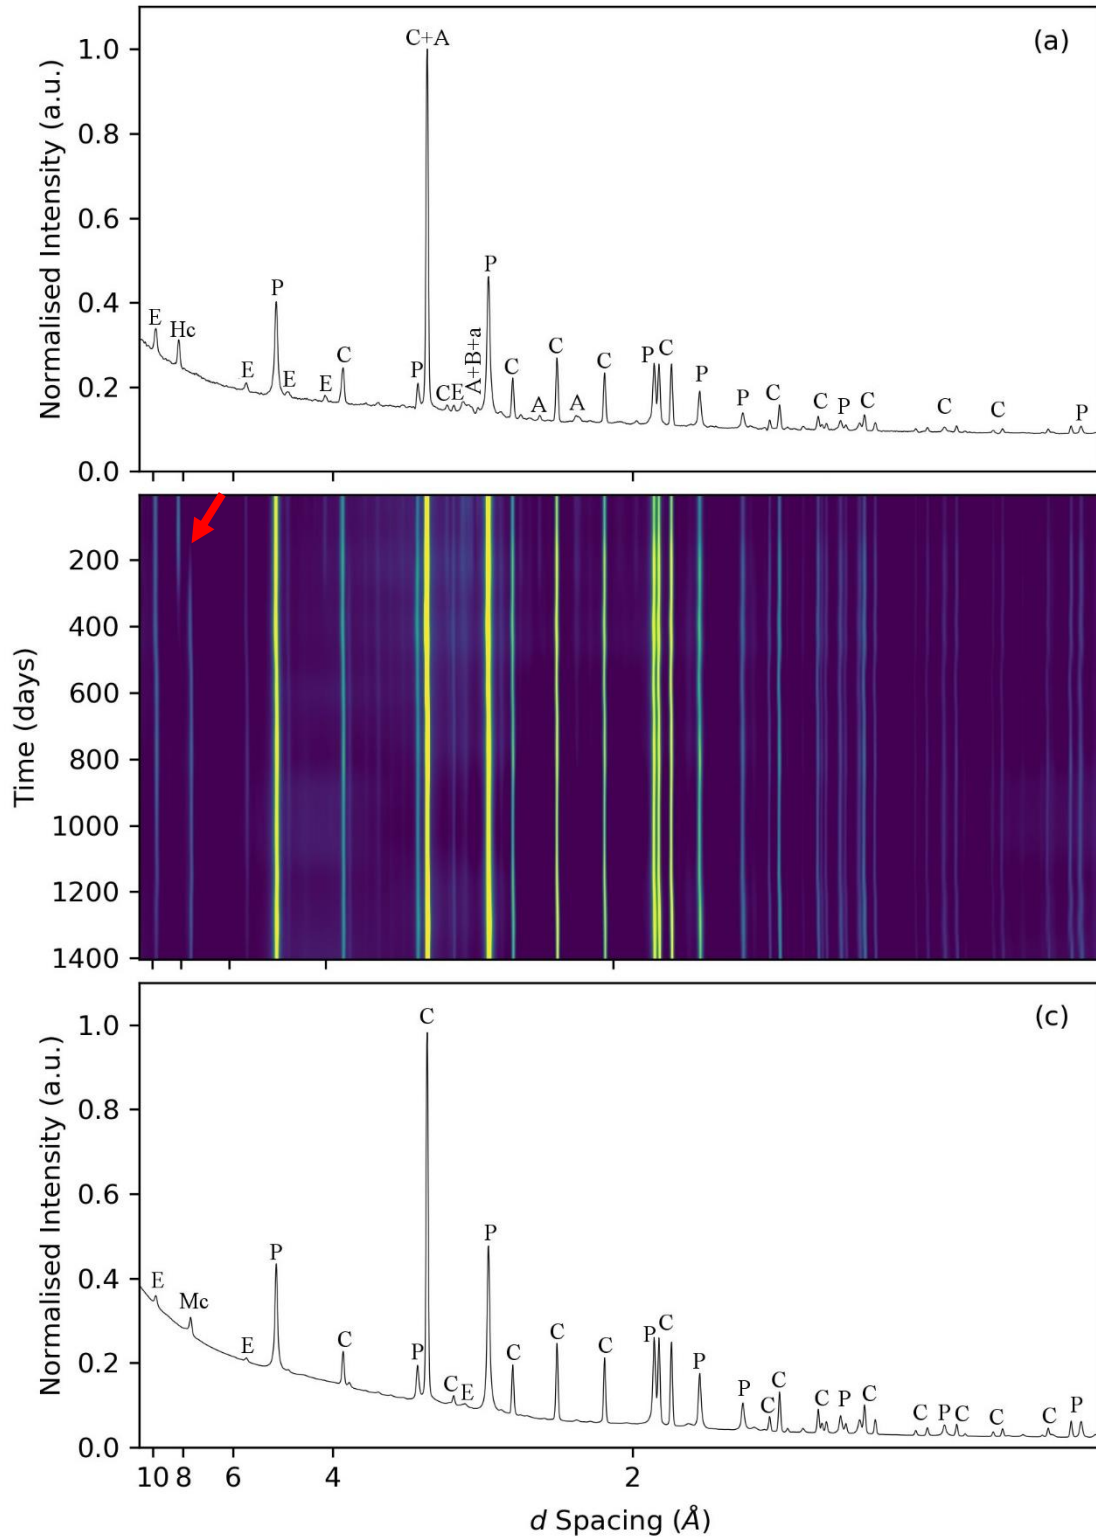 (a)
C+A
1.0
0.8
0.6
0.4
0.2
0.0
Normalised Intensity (a.u.)
E
Hc
E
P
E
E
C
P
C
E
A+B+a
P
C
A
C
A
C
P
C
P
P
C
C
P
C
C
C
P
200
400
600
800
1000
1200
1400
Time (days)
(c)
C
1.0
0.8
0.6
0.4
0.2
0.0
Normalised Intensity (a.u.)
E
Mc
E
P
C
P
C
E
P
C
C
C
P
C
P
P
C
C
C
P
C
C
P
C
C
C
P
10 8 6 4 2
d Spacing (Å)